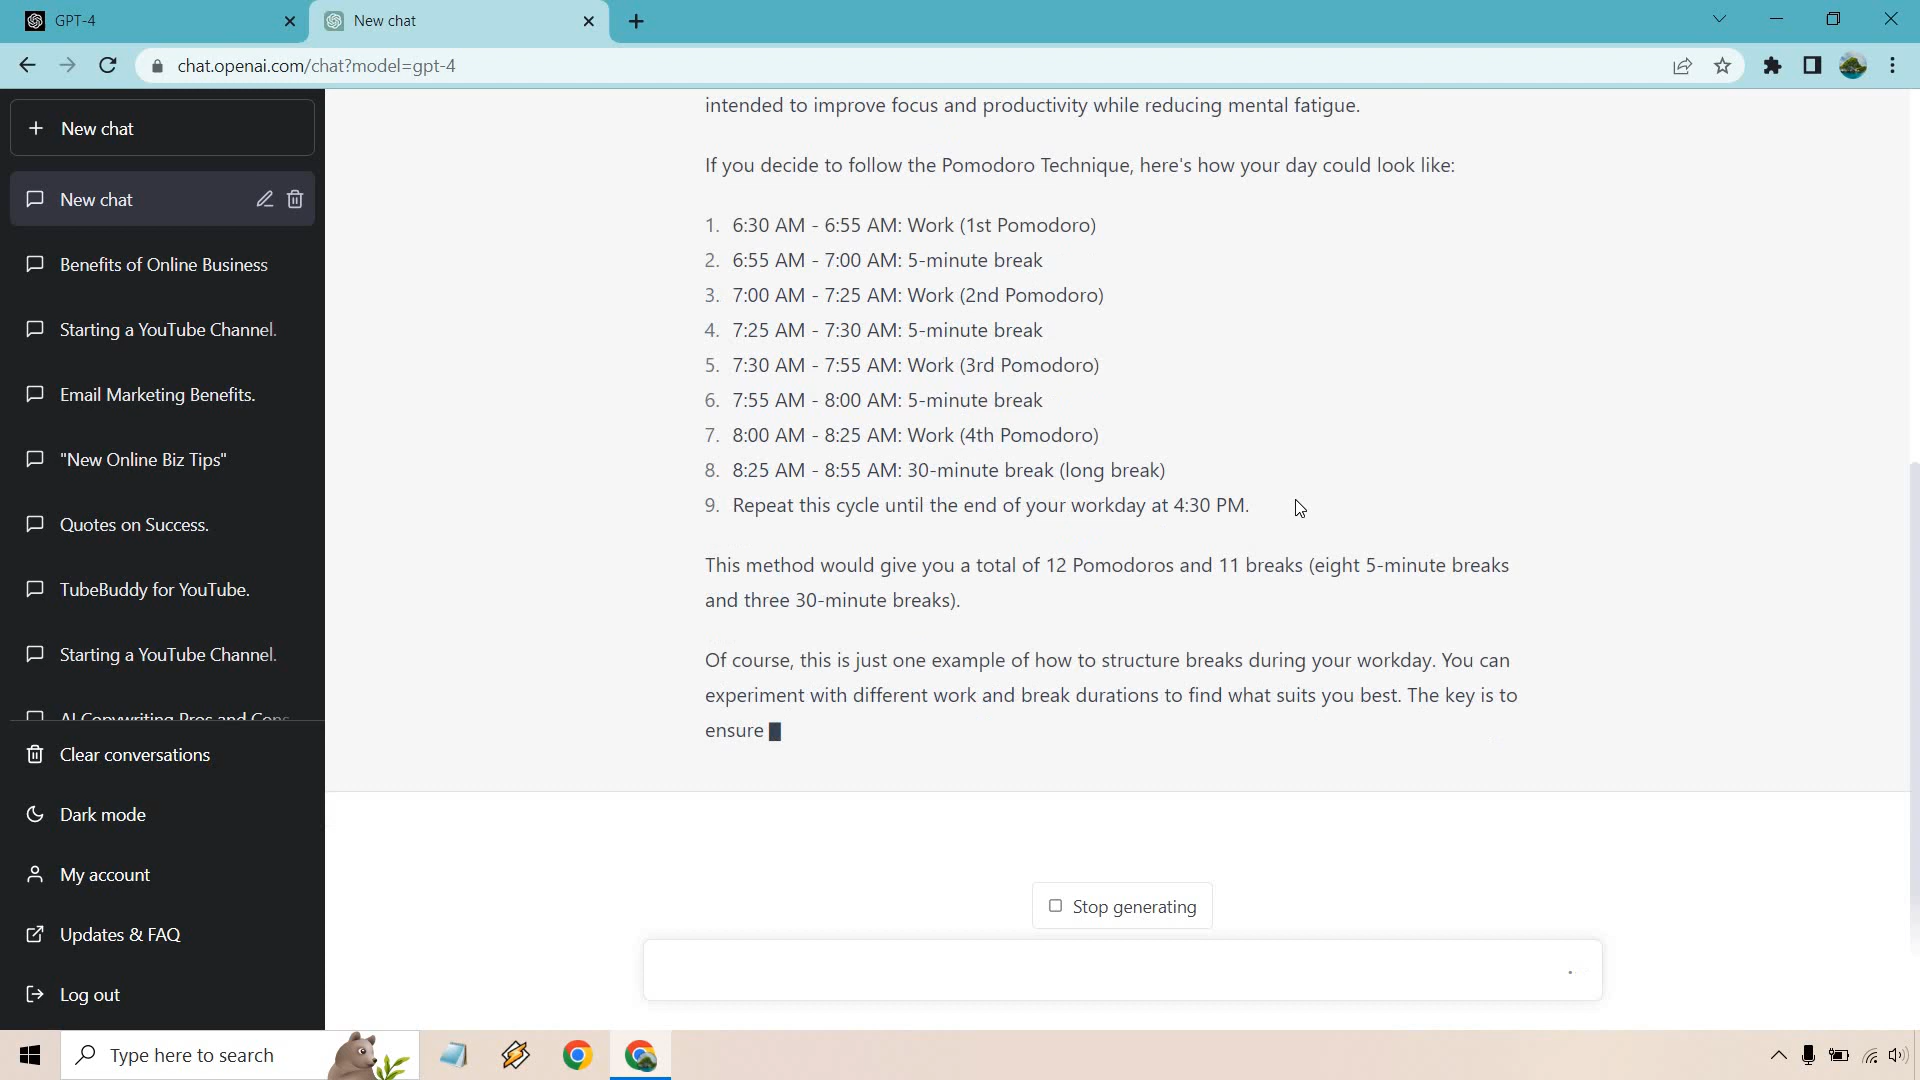 GPT-4
New chat
chat.openai.com/chat?model=gpt-4
New chat
New chat
Benefits of Online Business
Starting a YouTube Channel.
Email Marketing Benefits.
"New Online Biz Tips"
Quotes on Success.
TubeBuddy for YouTube.
Starting a YouTube Channel.
AI Copywriting Pros and Cons
Clear conversations
Dark mode
My account
Updates & FAQ
Log out
intended to improve focus and productivity while reducing mental fatigue.
If you decide to follow the Pomodoro Technique, here's how your day could look like:
1. 6:30 AM - 6:55 AM: Work (1st Pomodoro)
2. 6:55 AM - 7:00 AM: 5-minute break
3. 7:00 AM - 7:25 AM: Work (2nd Pomodoro)
4. 7:25 AM - 7:30 AM: 5-minute break
5. 7:30 AM - 7:55 AM: Work (3rd Pomodoro)
6. 7:55 AM - 8:00 AM: 5-minute break
7. 8:00 AM - 8:25 AM: Work (4th Pomodoro)
8. 8:25 AM - 8:55 AM: 30-minute break (long break)
9. Repeat this cycle until the end of your workday at 4:30 PM.
This method would give you a total of 12 Pomodoros and 11 breaks (eight 5-minute breaks
and three 30-minute breaks).
Of course, this is just one example of how to structure breaks during your workday. You can
experiment with different work and break durations to find what suits you best. The key is to
ensure
Stop generating
Type here to search